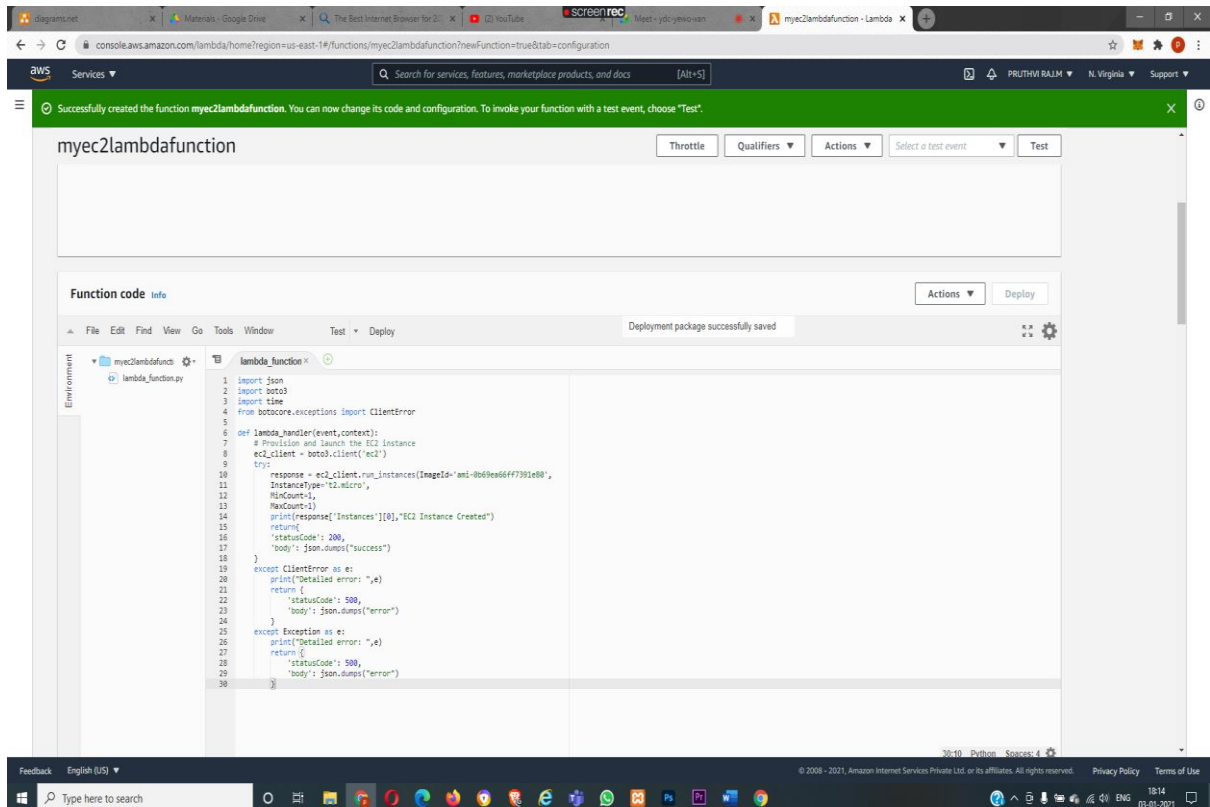 diagrams.net
Materials - Google Drive
The Best Internet Browser for 2
(2) YouTube
screenrec
Meet - ydc-yewo-xan
myec2lambdafunction - Lambda
console.aws.amazon.com/lambda/home?region=us-east-1#/functions/myec2lambdafunction?newFunction=true&tab=configuration
aws
Services
Search for services, features, marketplace products, and docs
[Alt+S]
PRUTHVI RAJ.M
N. Virginia
Support
Successfully created the function myec2lambdafunction. You can now change its code and configuration. To invoke your function with a test event, choose "Test".
myec2lambdafunction
Throttle
Qualifiers
Actions
Select a test event
Test
Function code Info
Actions
Deploy
File Edit Find View Go Tools Window Test Deploy
Deployment package successfully saved
Environment
myec2lambdafuncti
lambda_function.py
lambda_function
1 import json
2 import boto3
3 import time
4 from botocore.exceptions import ClientError
5
6 def lambda_handler(event,context):
7 # Provision and launch the EC2 instance
8 ec2_client = boto3.client('ec2')
9 try:
10 response = ec2_client.run_instances(ImageId='ami-0b69ea66ff7391e80',
11 InstanceType='t2.micro',
12 MinCount=1,
13 MaxCount=1)
14 print(response['Instances'][0],"EC2 Instance Created")
15 return{
16 'statusCode': 200,
17 'body': json.dumps("success")
18 }
19 except ClientError as e:
20 print("Detailed error: ",e)
21 return {
22 'statusCode': 500,
23 'body': json.dumps("error")
24 }
25 except Exception as e:
26 print("Detailed error: ",e)
27 return {
28 'statusCode': 500,
29 'body': json.dumps("error")
30 }
30:10 Python Spaces: 4
Feedback
English (US)
© 2008 - 2021, Amazon Internet Services Private Ltd. or its affiliates. All rights reserved.
Privacy Policy
Terms of Use
Type here to search
ENG
18:14
03-01-2021